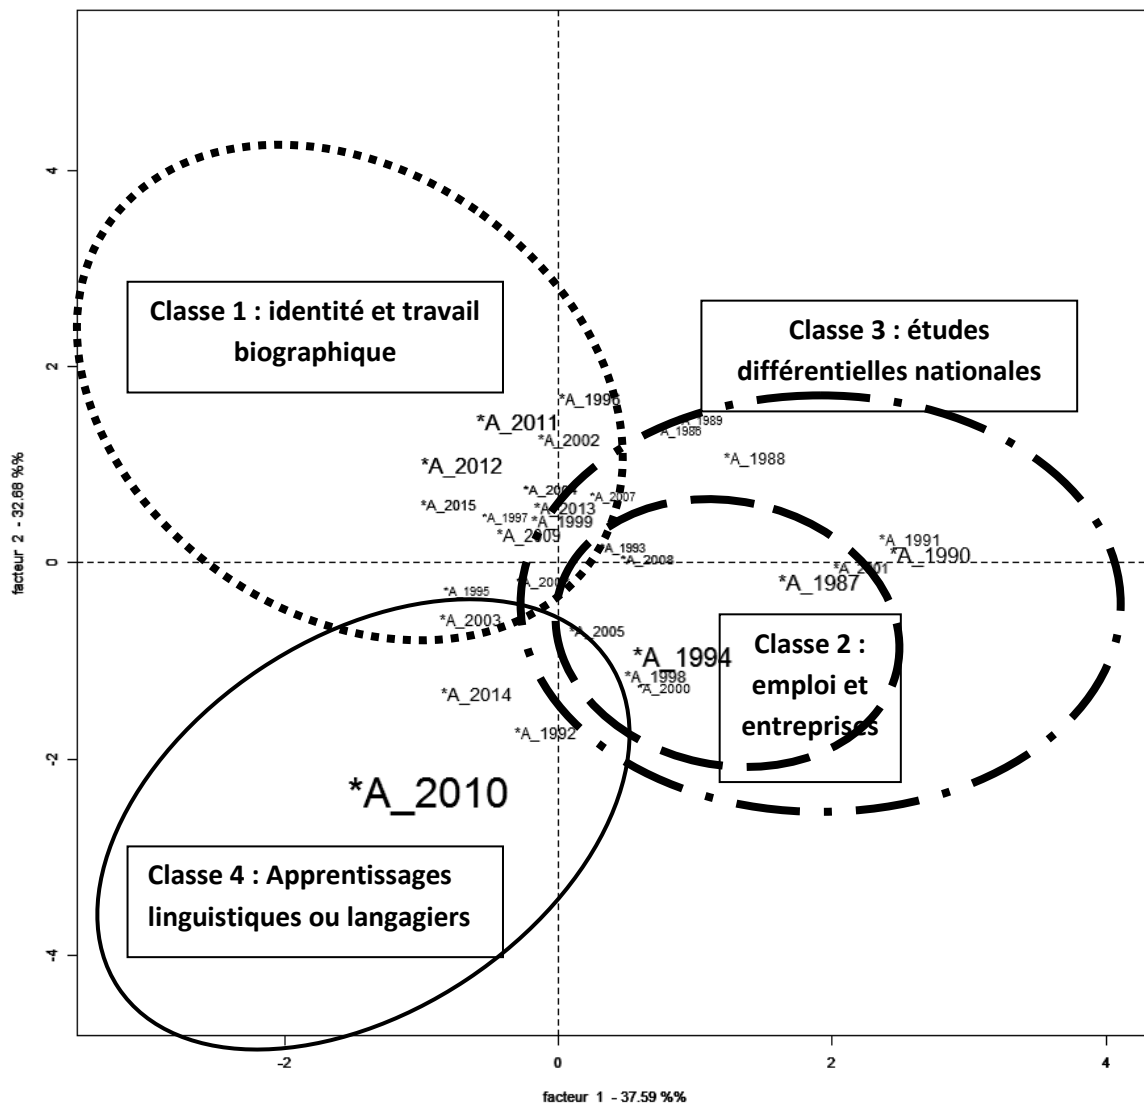 4
2
0
-2
-4
facteur 2 - 32.68 %%
Classe 1 : identité et travail
biographique
Classe 3 : études
différentielles nationales
*A_1996
*A_2011
*A_2002
*A_1989
*A_1986
*A_1988
*A_2012
*A_2004
*A_2007
*A_2015
*A_2013
*A_1997
*A_1999
*A_2009
*A_1993
*A_2008
*A_1991
*A_1990
*A_2001
*A_1987
*A_1995
*A_2003
*A_2005
*A_1994
*A_1998
*A_2000
Classe 2 :
emploi et
entreprises
*A_2014
*A_1992
*A_2010
Classe 4 : Apprentissages
linguistiques ou langagiers
-2
0
2
4
facteur 1 - 37.59 %%